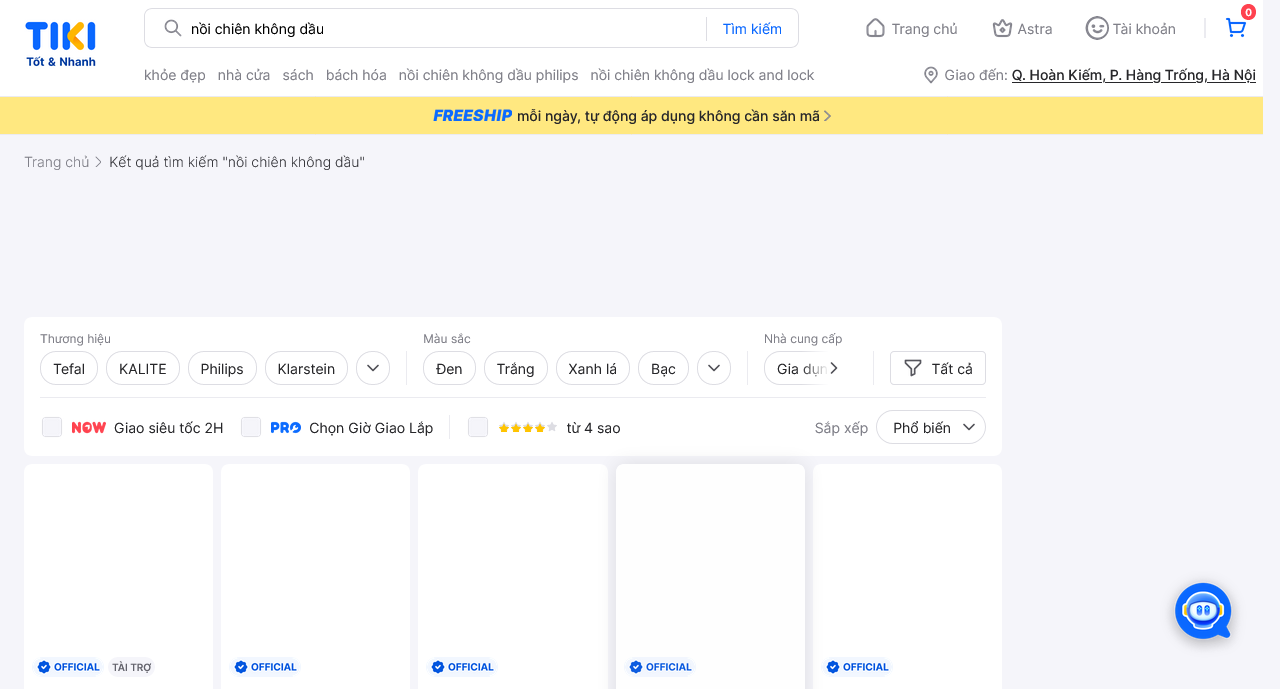 TIKI
Tốt & Nhanh
nồi chiên không dầu
Tìm kiếm
Trang chủ
Astra
Tài khoản
0
khỏe đẹp nhà cửa sách bách hóa nồi chiên không dầu philips nồi chiên không dầu lock and lock
Giao đến: Q. Hoàn Kiếm, P. Hàng Trống, Hà Nội
FREESHIP mỗi ngày, tự động áp dụng không cần săn mã
Trang chủ Kết quả tìm kiếm "nồi chiên không dầu"
Thương hiệu Màu sắc Nhà cung cấp
Tefal KALITE Philips Klarstein Đen Trắng Xanh lá Bạc Gia dụn Tất cả
NOW Giao siêu tốc 2H PRO Chọn Giờ Giao Lắp từ 4 sao Sắp xếp Phổ biến
OFFICIAL TÀI TRỢ OFFICIAL OFFICIAL OFFICIAL OFFICIAL